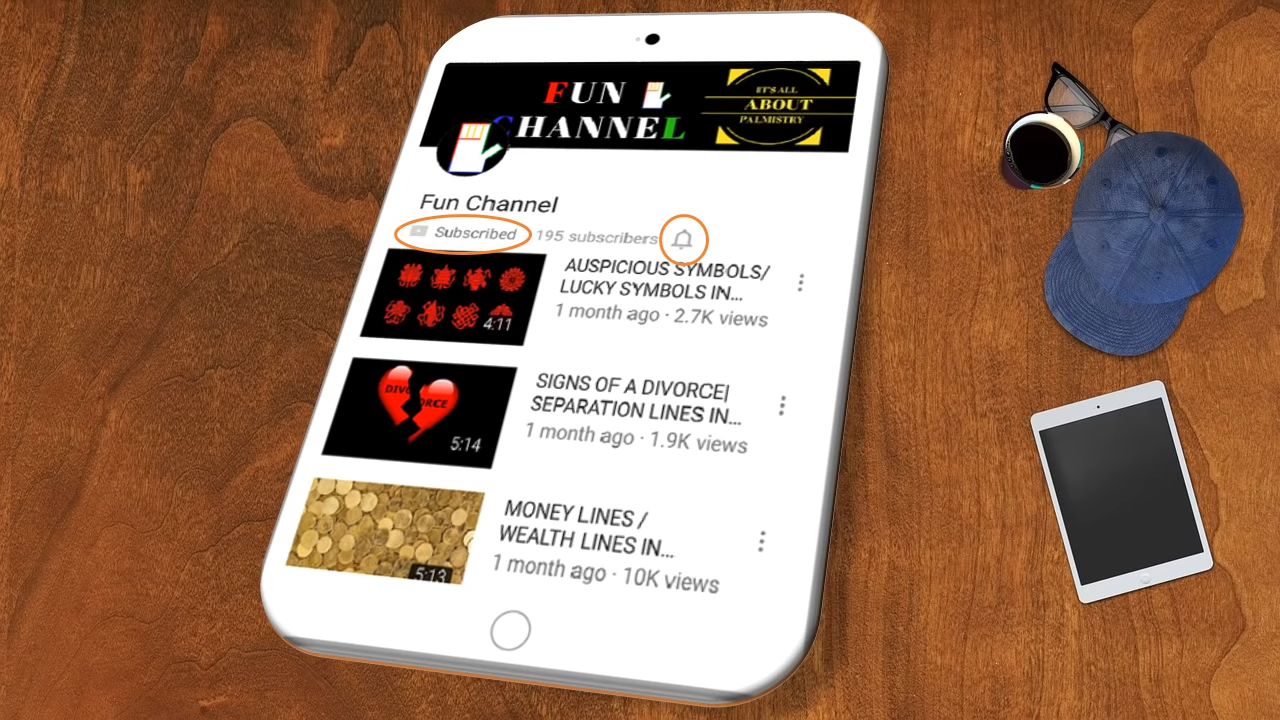 FUN
CHANNEL
IT'S ALL
ABOUT
PALMISTRY
Fun Channel
Subscribed 195 subscribers
AUSPICIOUS SYMBOLS/
LUCKY SYMBOLS IN...
1 month ago · 2.7K views
4:11
DIVORCE
SIGNS OF A DIVORCE|
SEPARATION LINES IN...
1 month ago · 1.9K views
5:14
MONEY LINES /
WEALTH LINES IN...
1 month ago · 10K views
5:13